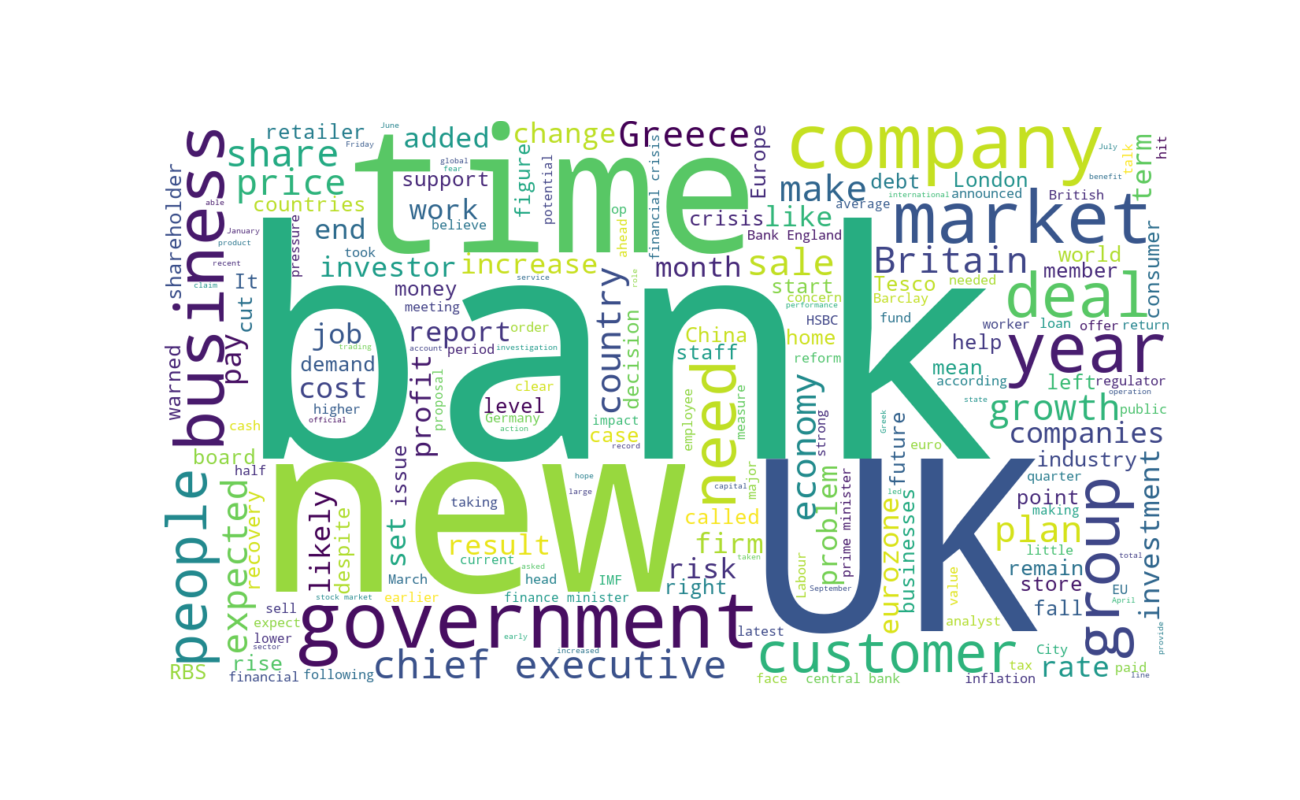 June
retailer
added
change
Greece
company
July
talk
hit
Friday
share
time
global
fear
figure
potential
financial crisis
Europe
make
debt
London
term
business
shareholder
price
support
countries
work
believe
op
ahead
crisis
like
average
announced
international
British
benefit
market
able
January
product
recent
claim
pressure
end
took
Bank England
Britain
world
member
consumer
It
cut
investor
increase
service
country
role
month
sale
start
concern
performance
Tesco
Barclay
needed
deal
money
meeting
bank
job
report
order
period
trading
account
investigation
decision
China
staff
home
HSBC
fund
reform
worker
loan
offer
return
help
year
warned
pay
demand
cost
higher
official
profit
proposal
clear
level
Germany
action
impact
case
record
employee
measure
need
economy
strong
Greek
future
euro
according
mean
state
left
regulator
operation
growth
public
companies
cash
board
half
people
expected
recovery
likely
despite
set
issue
new
taking
hope
large
result
current
asked
called
capital
major
firm
taken
UK
problem
prime minister
led
eurozone
businesses
value
industry
quarter
point
making
plan
little
remain
store
group
investment
total
EU
April
risk
right
Labour
September
March
head
IMF
stock market
earlier
finance minister
sell
expect
lower
sector
government
early
increased
latest
analyst
fall
provide
RBS
rise
financial
following
chief executive
customer
face
central bank
City
tax
inflation
rate
paid
line